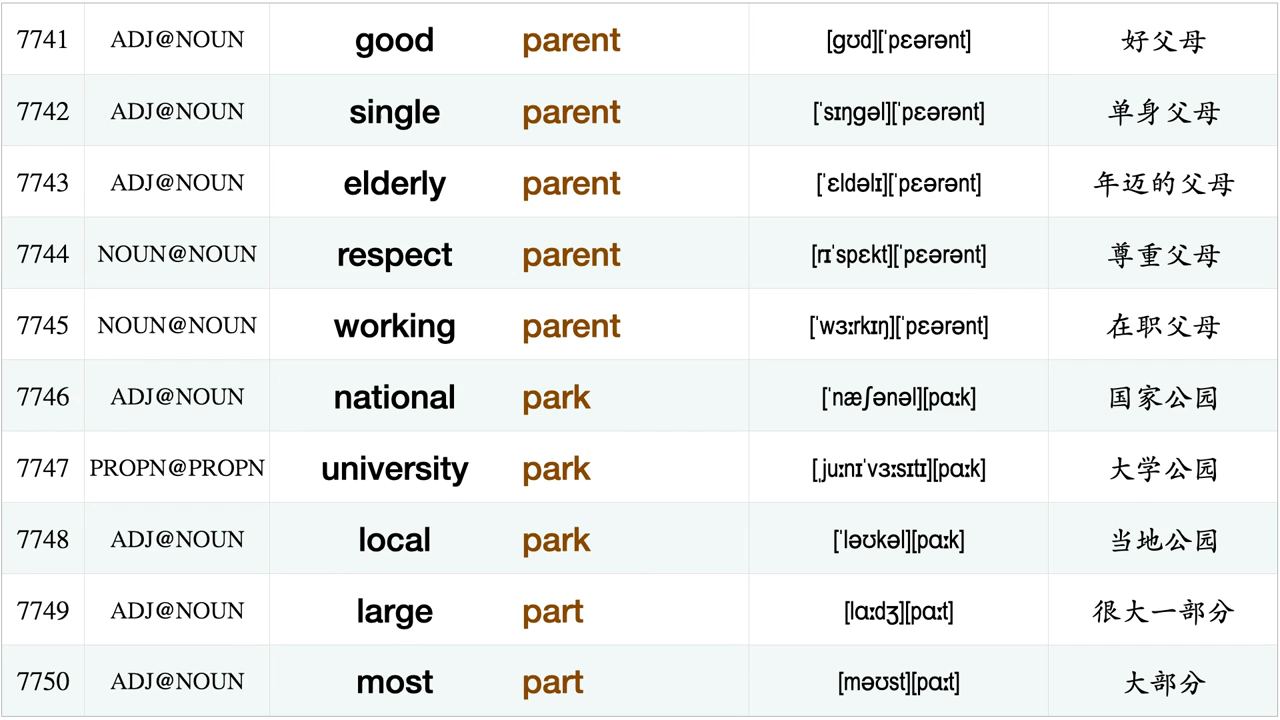 7741 ADJ@NOUN good parent [gʊd][ˈpɛərənt] 好父母
7742 ADJ@NOUN single parent [ˈsɪŋgəl][ˈpɛərənt] 单身父母
7743 ADJ@NOUN elderly parent [ˈɛldəlɪ][ˈpɛərənt] 年迈的父母
7744 NOUN@NOUN respect parent [rɪˈspɛkt][ˈpɛərənt] 尊重父母
7745 NOUN@NOUN working parent [ˈwɜːrkɪŋ][ˈpɛərənt] 在职父母
7746 ADJ@NOUN national park [ˈnæʃənəl][pɑːk] 国家公园
7747 PROPN@PROPN university park [ˌjuːnɪˈvɜːsɪtɪ][pɑːk] 大学公园
7748 ADJ@NOUN local park [ˈləʊkəl][pɑːk] 当地公园
7749 ADJ@NOUN large part [lɑːdʒ][pɑːt] 很大一部分
7750 ADJ@NOUN most part [məʊst][pɑːt] 大部分